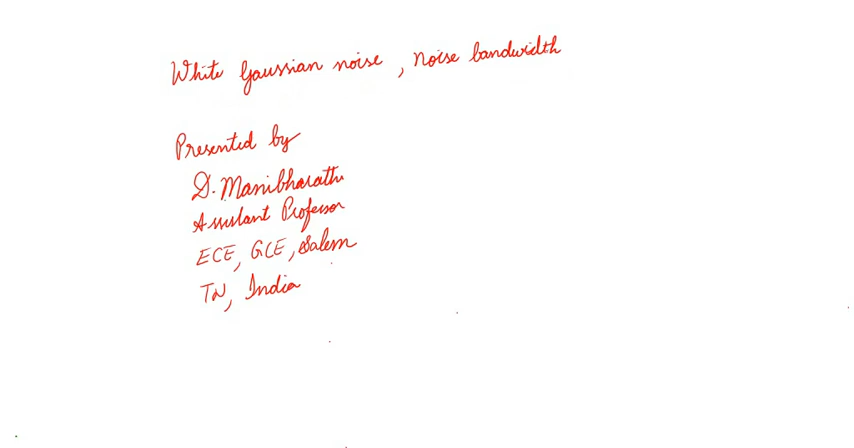 White Gaussian noise, Noise bandwidth
Presented by
D. Manibharathi
Assistant Professor
ECE, GCE, Salem
TN, India